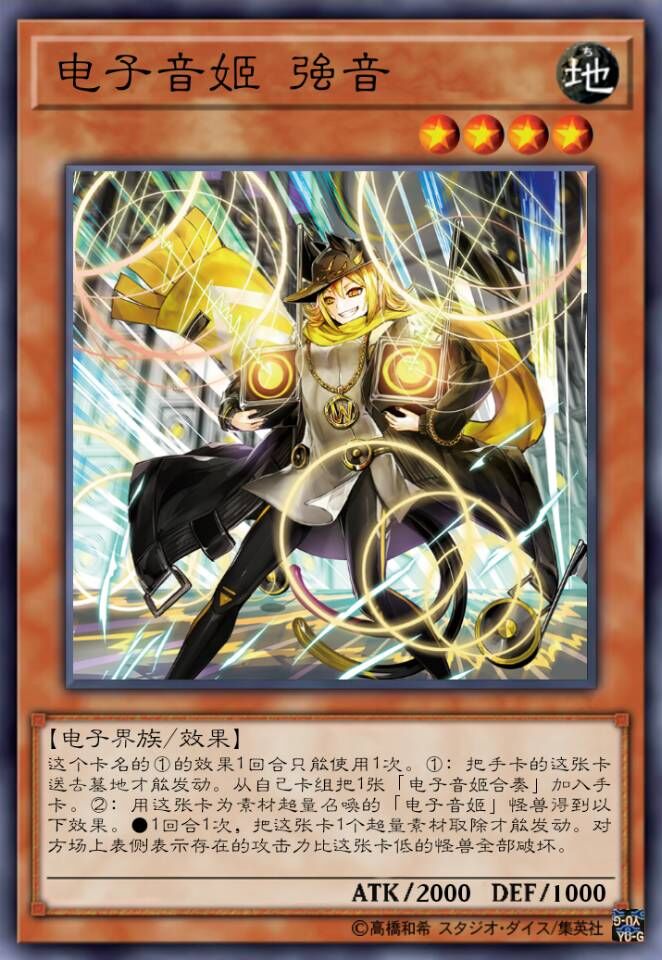 电子音姬 強音
ち
地
W
【电子界族/效果】
这个卡名的①的效果1回合只能使用1次。①：把手卡的这张卡
送去墓地才能发动。从自己卡组把1张「电子音姬合奏」加入手
卡。②：用这张卡为素材超量召唤的「电子音姬」怪兽得到以
下效果。●1回合1次，把这张卡1个超量素材取除才能发动。对
方场上表侧表示存在的攻击力比这张卡低的怪兽全部破坏。
ATK/2000 DEF/1000
©高橋和希 スタジオ・ダイス/集英社
YU-G
YU-G